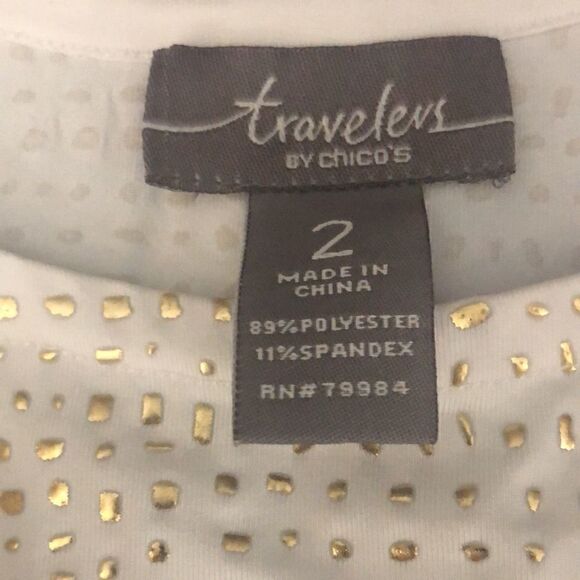 travelers
BY CHICO'S
2
MADE IN
CHINA
89%POLYESTER
11%SPANDEX
RN#79984